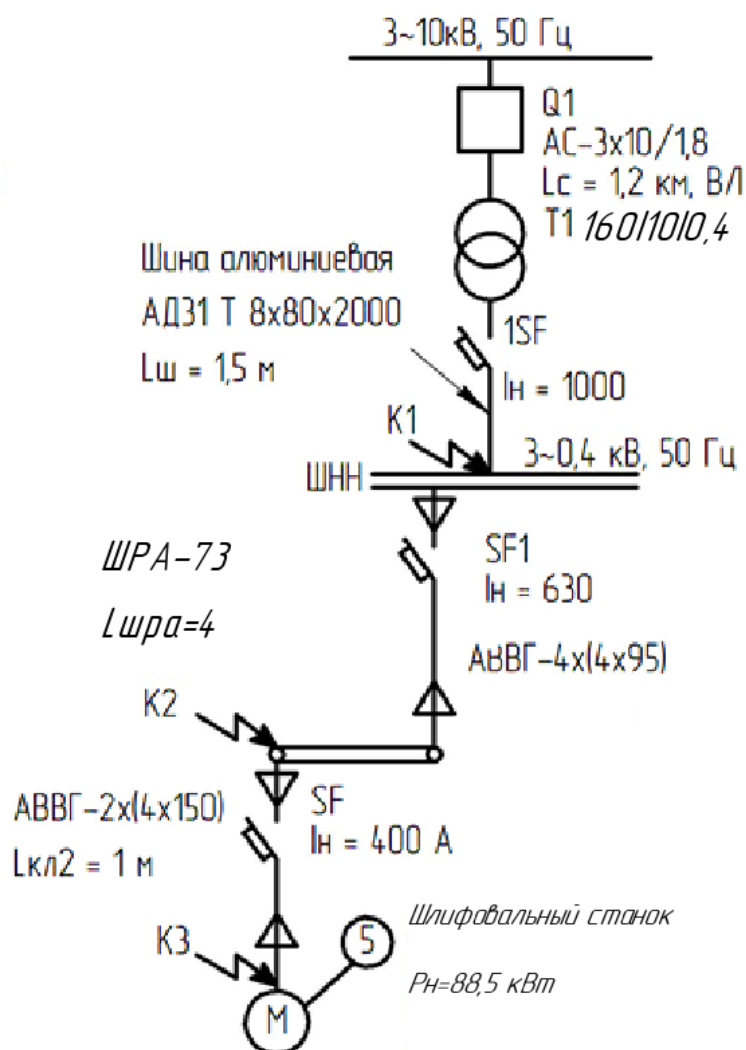 3~10кВ, 50 Гц
Q1
АС-3х10/1,8
Lс = 1,2 км, ВЛ
Т1 160/10/0,4
Шина алюминиевая
АД31 Т 8х80х2000
Lш = 1,5 м
1SF
Iн = 1000
К1
3~0,4 кВ, 50 Гц
ШНН
ШРА-73
Lшра=4
SF1
Iн = 630
АВВГ-4х(4х95)
К2
АВВГ-2х(4х150)
Lкл2 = 1 м
SF
Iн = 400 А
К3
5
Шлифовальный станок
Рн=88,5 кВт
М